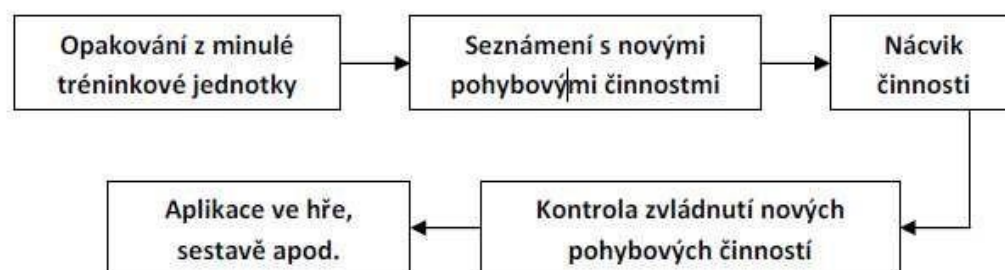 Opakování z minulé
tréninkové jednotky
Seznámení s novými
pohybovými činnostmi
Nácvik
činnosti
Kontrola zvládnutí nových
pohybových činností
Aplikace ve hře,
sestavě apod.